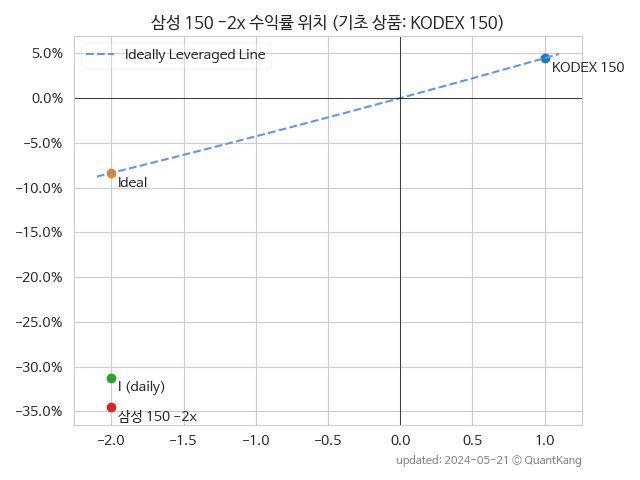 삼성 150 -2x 수익률 위치 (기초 상품: KODEX 150)
Ideally Leveraged Line
5.0%
KODEX 150
0.0%
-5.0%
Ideal
-10.0%
-15.0%
-20.0%
-25.0%
-30.0%
I (daily)
-35.0%
삼성 150 -2x
-2.0 -1.5 -1.0 -0.5 0.0 0.5 1.0
updated: 2024-05-21 © QuantKang